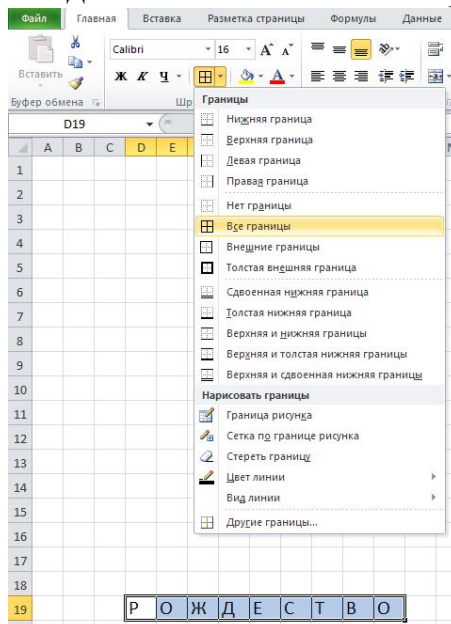 Файл Главная Вставка Разметка страницы Формулы Данные
Calibri 16 A A
Вставить Ж К Ч
Буфер обмена Шр
D19
A B C D E
Границы
Нижняя граница
Верхняя граница
Левая граница
Правая граница
Нет границы
Все границы
Внешние границы
Толстая внешняя граница
Сдвоенная нижняя граница
Толстая нижняя граница
Верхняя и нижняя границы
Верхняя и толстая нижняя границы
Верхняя и сдвоенная нижняя границы
Нарисовать границы
Граница рисунка
Сетка по границе рисунка
Стереть границу
Цвет линии
Вид линии
Другие границы...
1
2
3
4
5
6
7
8
9
10
11
12
13
14
15
16
17
18
19 Р О Ж Д Е С Т В О